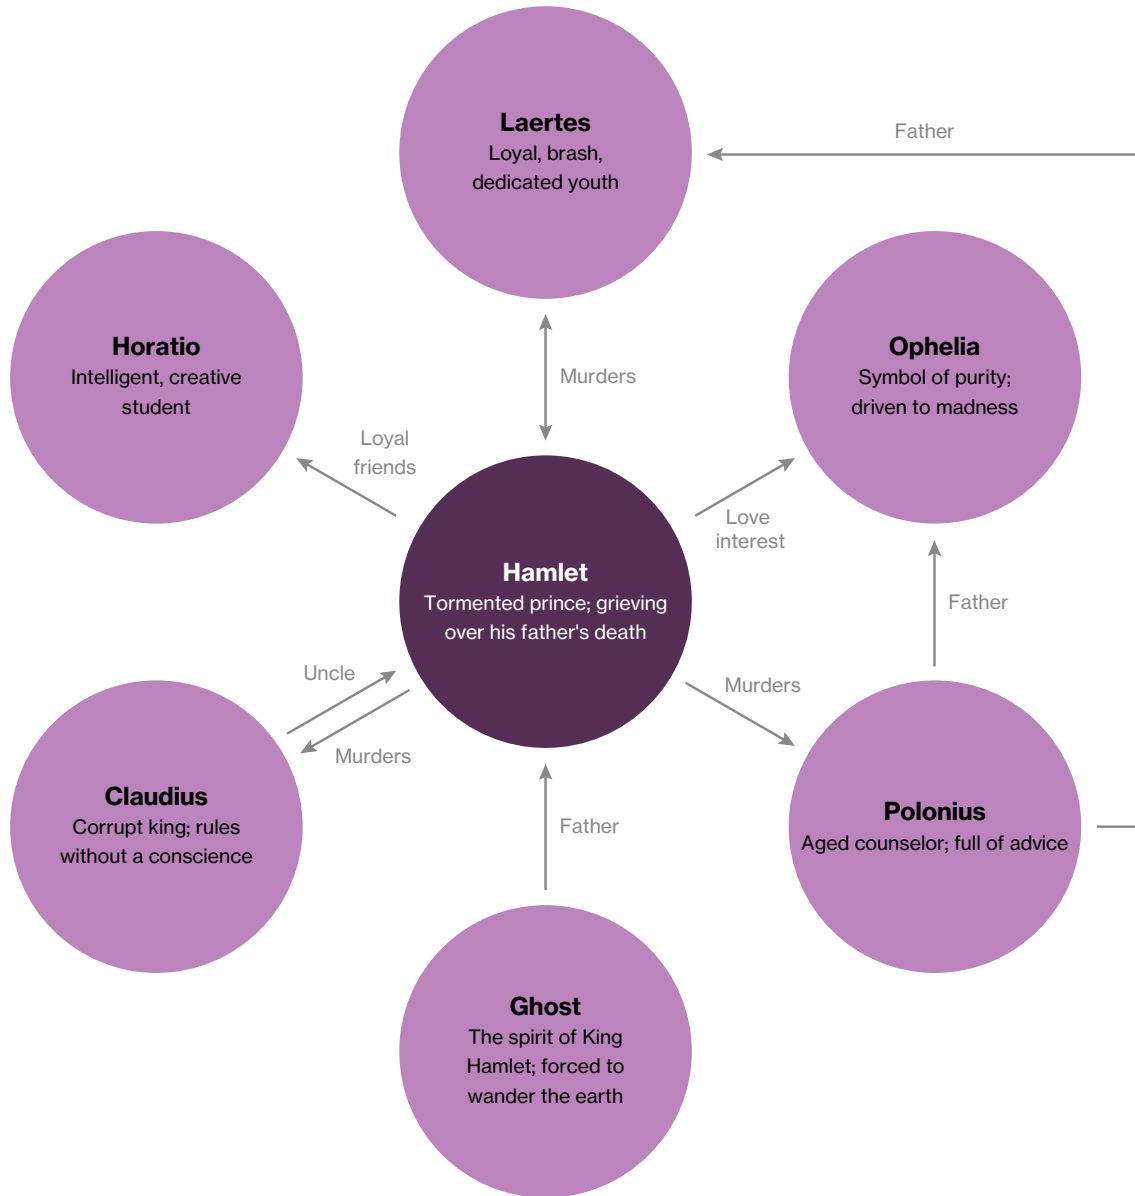 Laertes
Loyal, brash,
dedicated youth
Father
Horatio
Intelligent, creative
student
Ophelia
Symbol of purity;
driven to madness
Murders
Loyal
friends
Love
interest
Hamlet
Tormented prince; grieving
over his father's death
Father
Uncle
Murders
Murders
Claudius
Corrupt king; rules
without a conscience
Father
Polonius
Aged counselor; full of advice
Ghost
The spirit of King
Hamlet; forced to
wander the earth